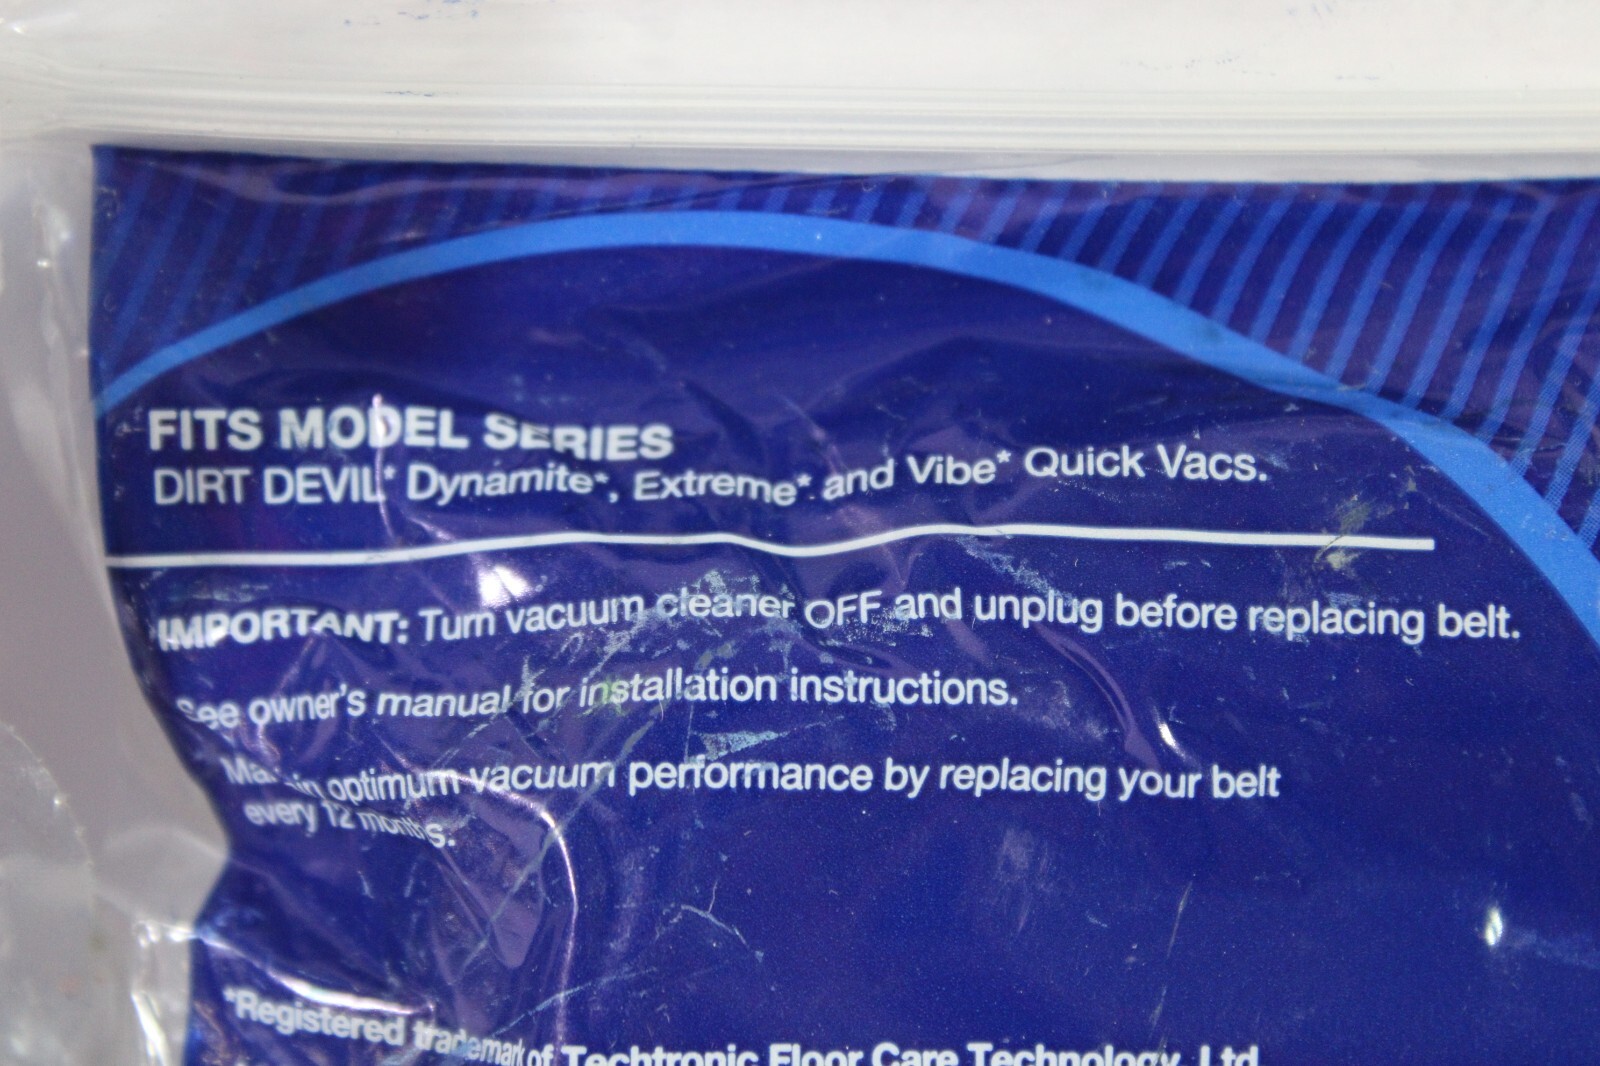 FITS MODEL SERIES
DIRT DEVIL* Dynamite*, Extreme* and Vibe* Quick Vacs.
IMPORTANT: Turn vacuum cleaner OFF and unplug before replacing belt.
See owner's manual for installation instructions.
optimum vacuum performance by replacing your belt
every 12 months.
*Registered trademark of Techtronic Floor Care Technology, Ltd